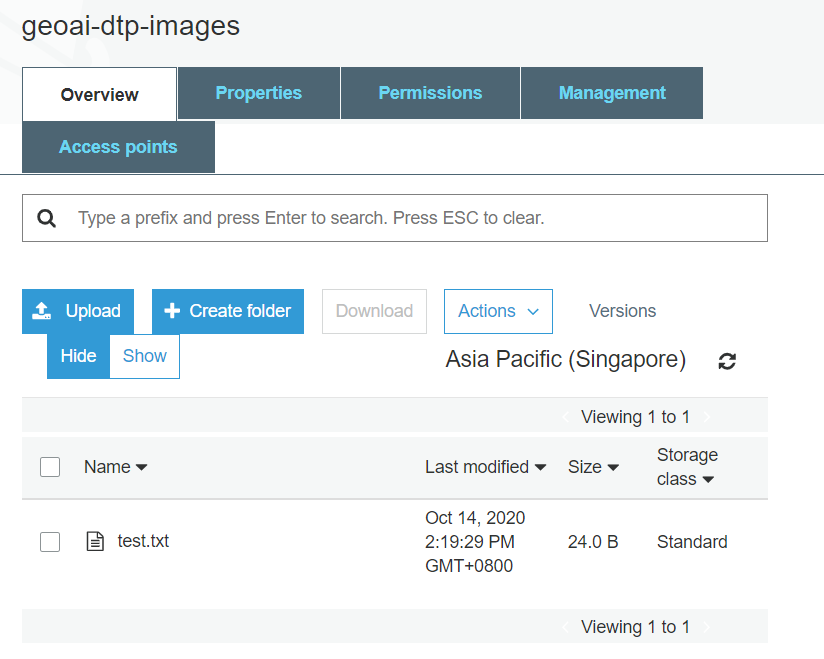 geoai-dtp-images
Overview
Properties
Permissions
Management
Access points
Type a prefix and press Enter to search. Press ESC to clear.
Upload
Create folder
Download
Actions
Versions
Hide
Show
Asia Pacific (Singapore)
Viewing 1 to 1
Name
Last modified
Size
Storage
class
test.txt
Oct 14, 2020
2:19:29 PM
GMT+0800
24.0 B
Standard
Viewing 1 to 1